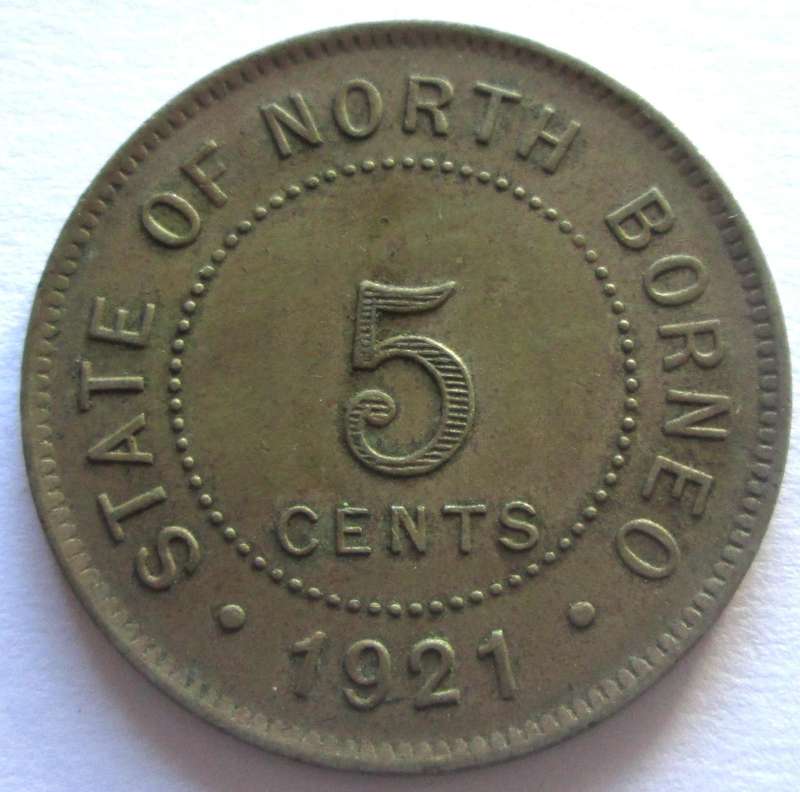 STATE OF NORTH BORNEO
5
CENTS
• 1921 •